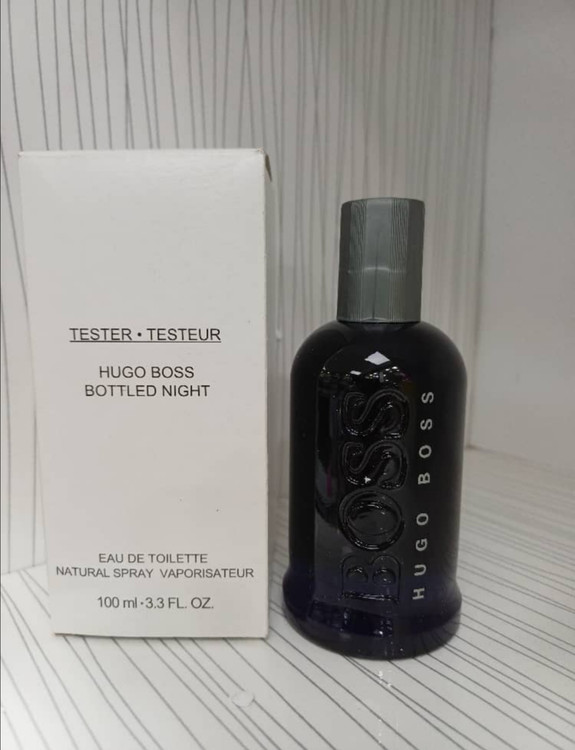 TESTER • TESTEUR
HUGO BOSS
BOTTLED NIGHT
EAU DE TOILETTE
NATURAL SPRAY VAPORISATEUR
100 ml • 3.3 FL. OZ.
BOSS
HUGO BOSS